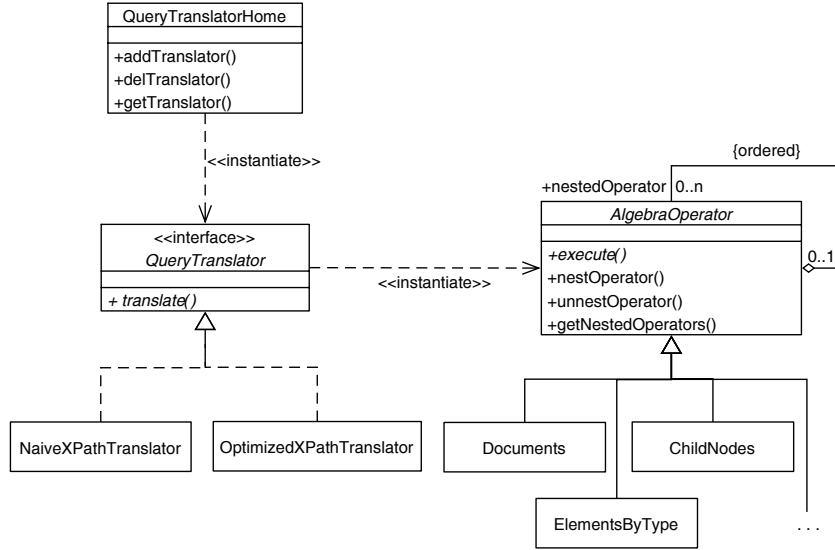 QueryTranslatorHome
+addTranslator()
+delTranslator()
+getTranslator()
<<instantiate>>
{ordered}
+nestedOperator 0..n
<<interface>>
QueryTranslator
+ translate()
<<instantiate>>
AlgebraOperator
+execute()
+nestOperator()
+unnestOperator()
+getNestedOperators()
0..1
NaiveXPathTranslator
OptimizedXPathTranslator
Documents
ChildNodes
ElementsByType
. . .